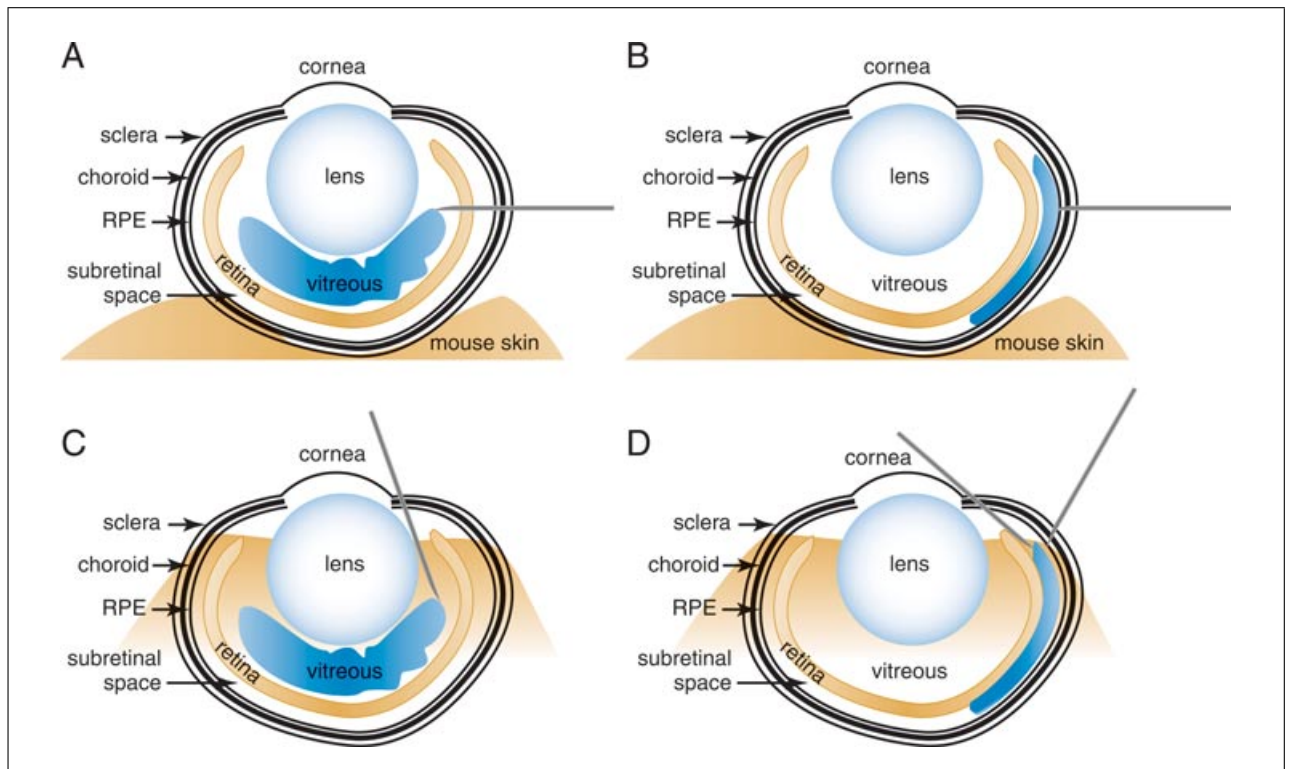 A
cornea
sclera
choroid
lens
RPE
subretinal
space
retina
vitreous
mouse skin
B
cornea
sclera
choroid
lens
RPE
subretinal
space
retina
vitreous
mouse skin
C
cornea
sclera
choroid
lens
RPE
subretinal
space
retina
vitreous
D
cornea
sclera
choroid
lens
RPE
subretinal
space
retina
vitreous